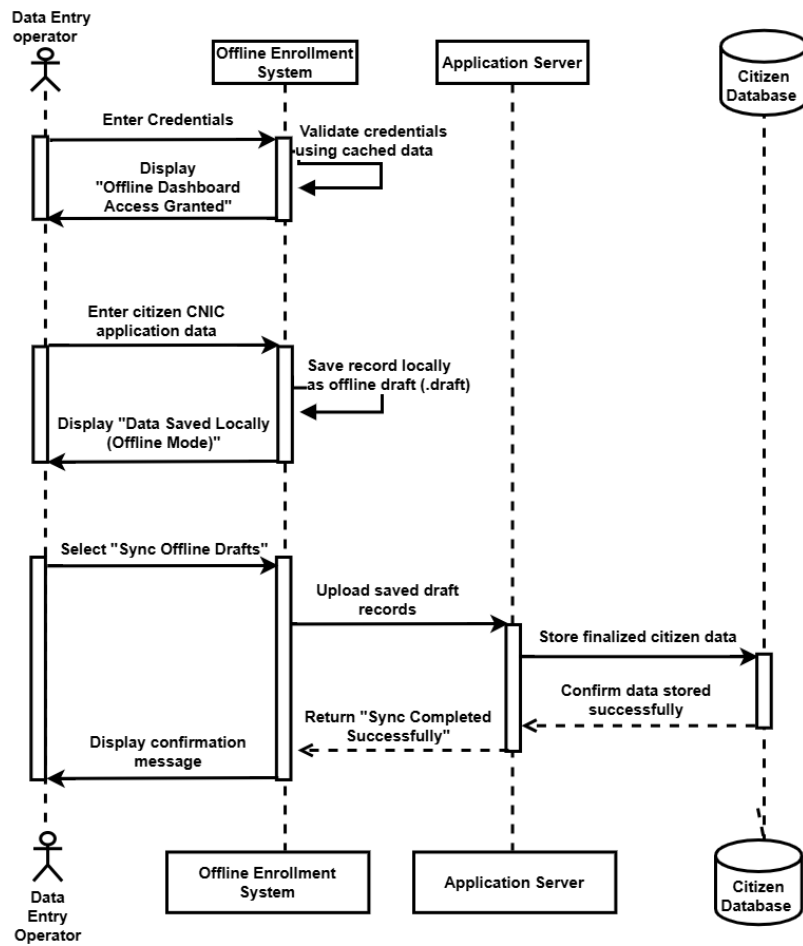 Data Entry
operator
Offline Enrollment
System
Application Server
Citizen
Database
Enter Credentials
Validate credentials
using cached data
Display
"Offline Dashboard
Access Granted"
Enter citizen CNIC
application data
Save record locally
as offline draft (.draft)
Display "Data Saved Locally
(Offline Mode)"
Select "Sync Offline Drafts"
Upload saved draft
records
Store finalized citizen data
Confirm data stored
successfully
Return "Sync Completed
Successfully"
Display confirmation
message
Data
Entry
Operator
Offline Enrollment
System
Application Server
Citizen
Database